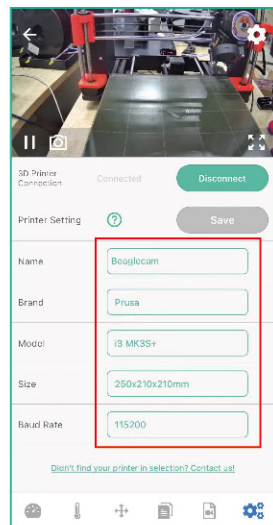 3D Printer
Connection
Connected
Disconnect
Printer Setting
?
Save
Name
Beaglecam
Brand
Prusa
Model
i3 MK3S+
Size
250x210x210mm
Baud Rate
115200
Didn't find your printer in selection? Contact us!